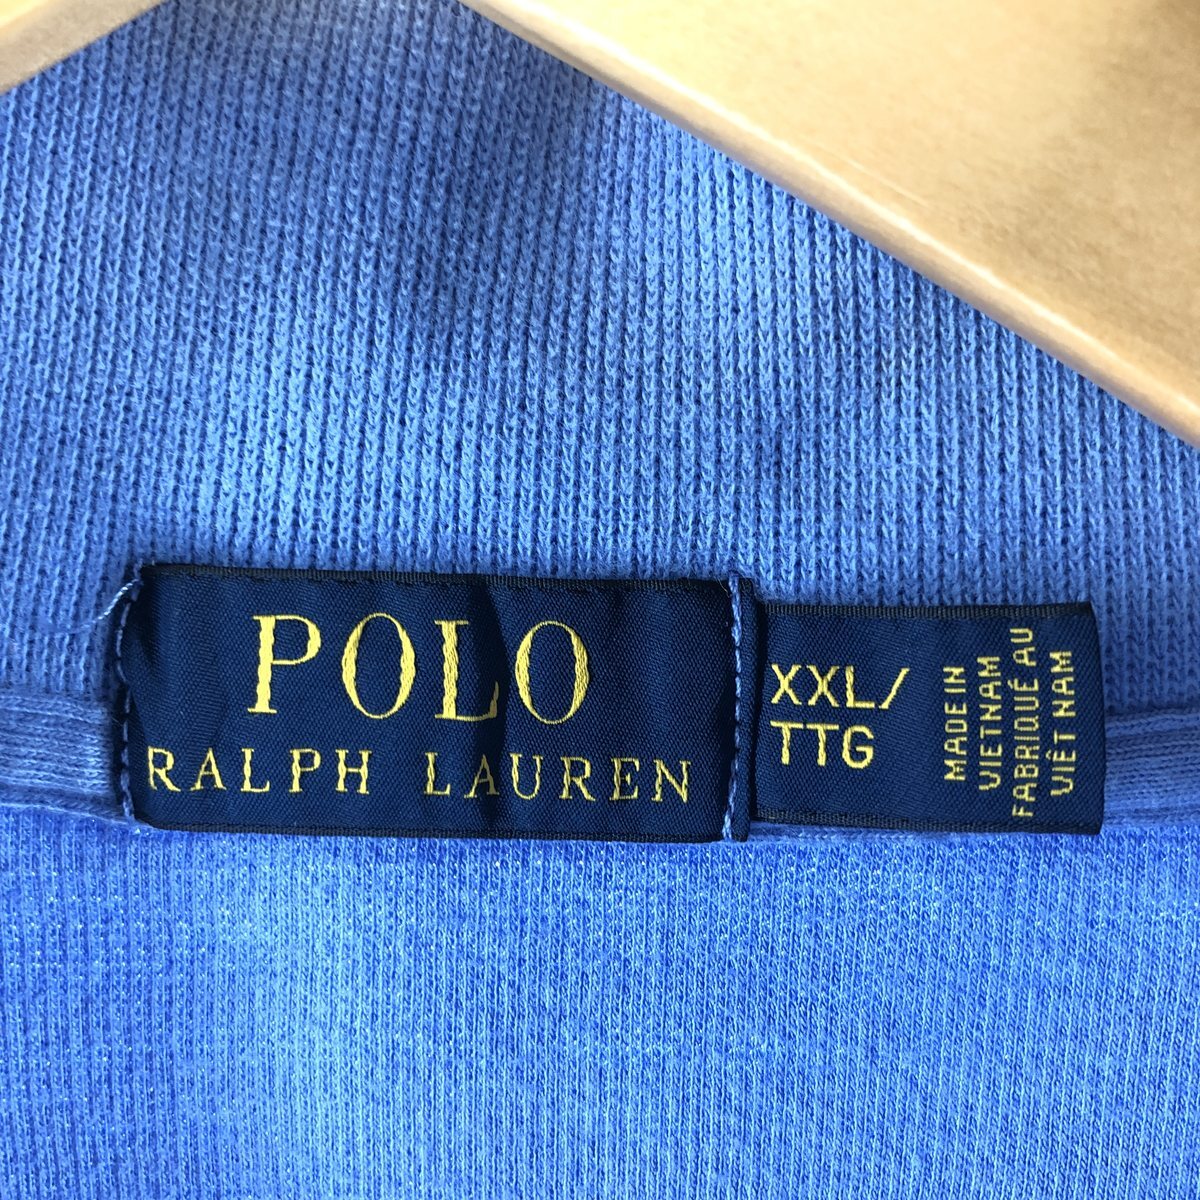 POLO
RALPH LAUREN
XXL/
TTG
MADE IN
VIETNAM
FABRIQUÉ AU
VIÊT NAM